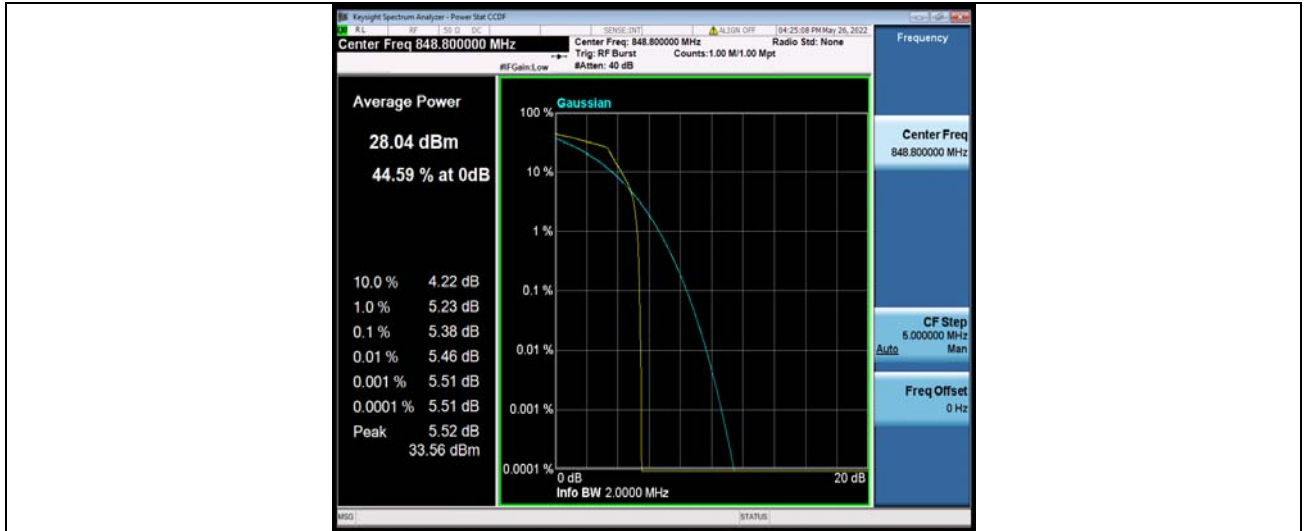 Keysight Spectrum Analyzer - Power Stat CCDF
RL RF 50 Ω DC SENSE:INT ALIGN OFF 04:25:08 PM May 26, 2022
Center Freq 848.800000 MHz
Center Freq: 848.800000 MHz Radio Std: None
Trig: RF Burst Counts:1.00 M/1.00 Mpt
#IFGain:Low #Atten: 40 dB
Frequency
Average Power
28.04 dBm
44.59 % at 0dB
10.0 % 4.22 dB
1.0 % 5.23 dB
0.1 % 5.38 dB
0.01 % 5.46 dB
0.001 % 5.51 dB
0.0001 % 5.51 dB
Peak 5.52 dB
33.56 dBm
Gaussian
100 %
10 %
1 %
0.1 %
0.01 %
0.001 %
0.0001 %
0 dB 20 dB
Info BW 2.0000 MHz
Center Freq
848.800000 MHz
CF Step
5.000000 MHz
Auto Man
Freq Offset
0 Hz
MSG STATUS